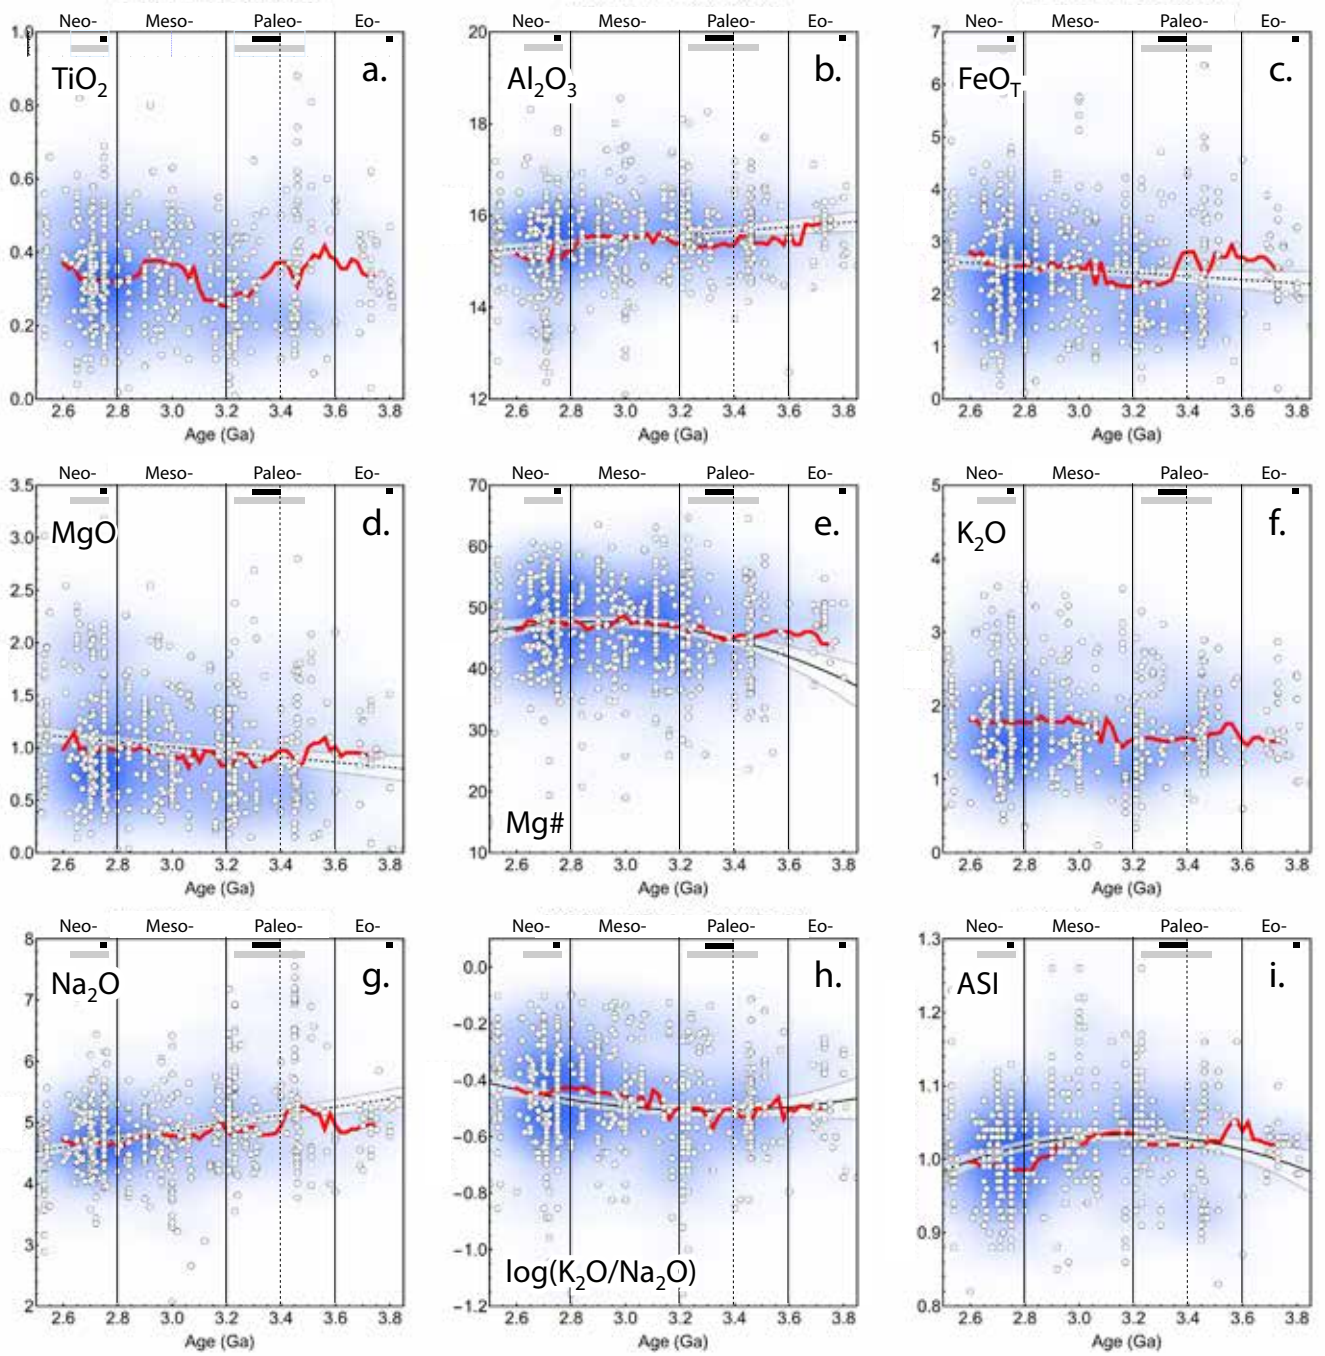 Neo- Meso- Paleo- Eo-
Neo- Meso- Paleo- Eo-
Neo- Meso- Paleo- Eo-
1.0
0.8
0.6
0.4
0.2
0.0
TiO2
a.
2.6 2.8 3.0 3.2 3.4 3.6 3.8
Age (Ga)
20
18
16
14
12
Al2O3
b.
2.6 2.8 3.0 3.2 3.4 3.6 3.8
Age (Ga)
7
6
5
4
3
2
1
0
FeOT
c.
2.6 2.8 3.0 3.2 3.4 3.6 3.8
Age (Ga)
Neo- Meso- Paleo- Eo-
Neo- Meso- Paleo- Eo-
Neo- Meso- Paleo- Eo-
3.5
3.0
2.5
2.0
1.5
1.0
0.5
0.0
MgO
d.
2.6 2.8 3.0 3.2 3.4 3.6 3.8
Age (Ga)
70
60
50
40
30
20
10
Mg#
e.
2.6 2.8 3.0 3.2 3.4 3.6 3.8
Age (Ga)
5
4
3
2
1
0
K2O
f.
2.6 2.8 3.0 3.2 3.4 3.6 3.8
Age (Ga)
Neo- Meso- Paleo- Eo-
Neo- Meso- Paleo- Eo-
Neo- Meso- Paleo- Eo-
8
7
6
5
4
3
2
Na2O
g.
2.6 2.8 3.0 3.2 3.4 3.6 3.8
Age (Ga)
0.0
−0.2
−0.4
−0.6
−0.8
−1.0
−1.2
log(K2O/Na2O)
h.
2.6 2.8 3.0 3.2 3.4 3.6 3.8
Age (Ga)
1.3
1.2
1.1
1.0
0.9
0.8
ASI
i.
2.6 2.8 3.0 3.2 3.4 3.6 3.8
Age (Ga)